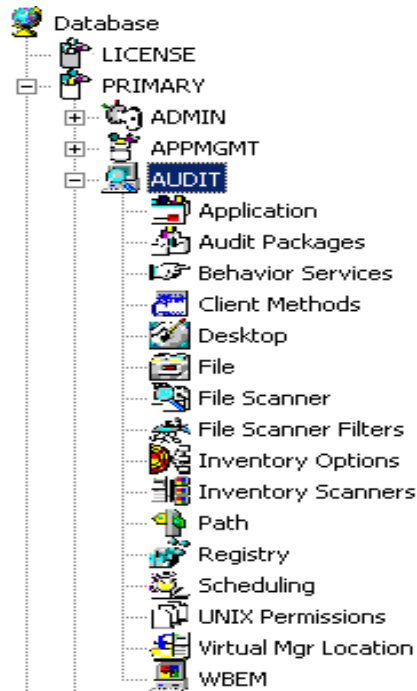 Database
LICENSE
PRIMARY
ADMIN
APPMGMT
AUDIT
Application
Audit Packages
Behavior Services
Client Methods
Desktop
File
File Scanner
File Scanner Filters
Inventory Options
Inventory Scanners
Path
Registry
Scheduling
UNIX Permissions
Virtual Mgr Location
WBEM